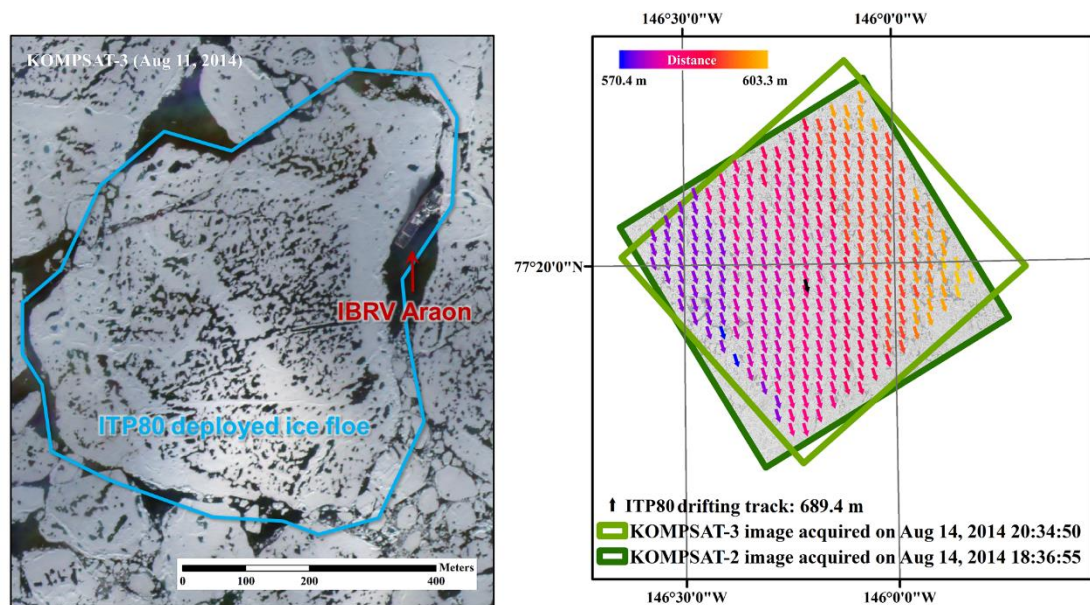 KOMPSAT-3 (Aug 11, 2014)
IBRV Araon
ITP80 deployed ice floe
Meters
0 100 200 400
146°30'0"W 146°0'0"W
Distance
570.4 m 603.3 m
77°20'0"N
ITP80 drifting track: 689.4 m
KOMPSAT-3 image acquired on Aug 14, 2014 20:34:50
KOMPSAT-2 image acquired on Aug 14, 2014 18:36:55
146°30'0"W 146°0'0"W